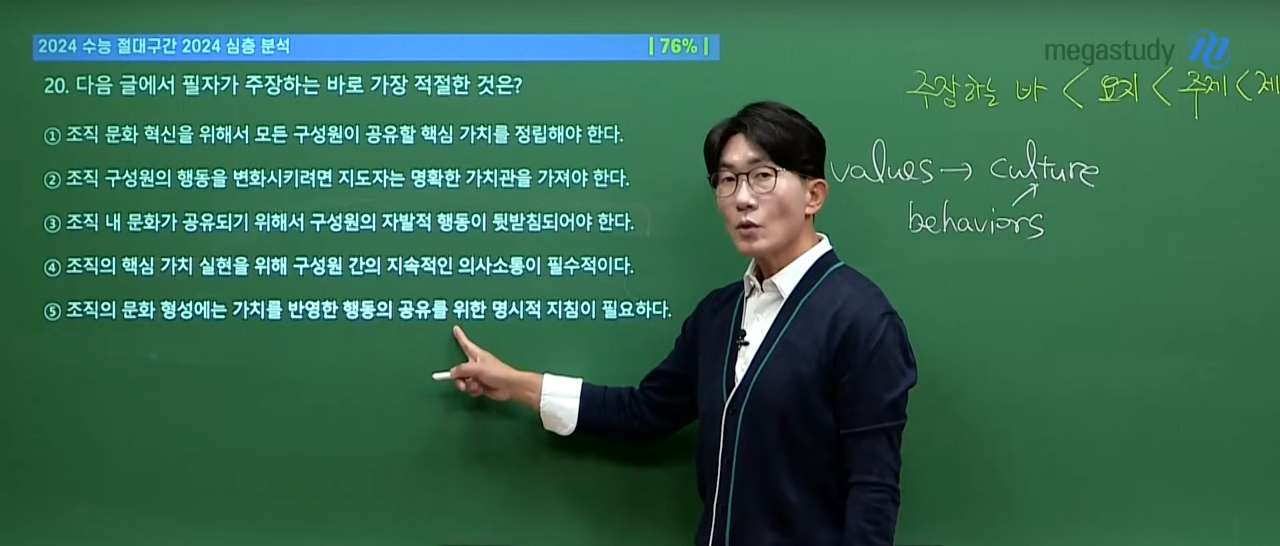 2024 수능 절대구간 2024 심층 분석 | 76% |
megastudy
20. 다음 글에서 필자가 주장하는 바로 가장 적절한 것은?
① 조직 문화 혁신을 위해서 모든 구성원이 공유할 핵심 가치를 정립해야 한다.
② 조직 구성원의 행동을 변화시키려면 지도자는 명확한 가치관을 가져야 한다.
③ 조직 내 문화가 공유되기 위해서 구성원의 자발적 행동이 뒷받침되어야 한다.
④ 조직의 핵심 가치 실현을 위해 구성원 간의 지속적인 의사소통이 필수적이다.
⑤ 조직의 문화 형성에는 가치를 반영한 행동의 공유를 위한 명시적 지침이 필요하다.
주장하는 바 < 요지 < 주제 < 제
values → culture
behaviors ↗